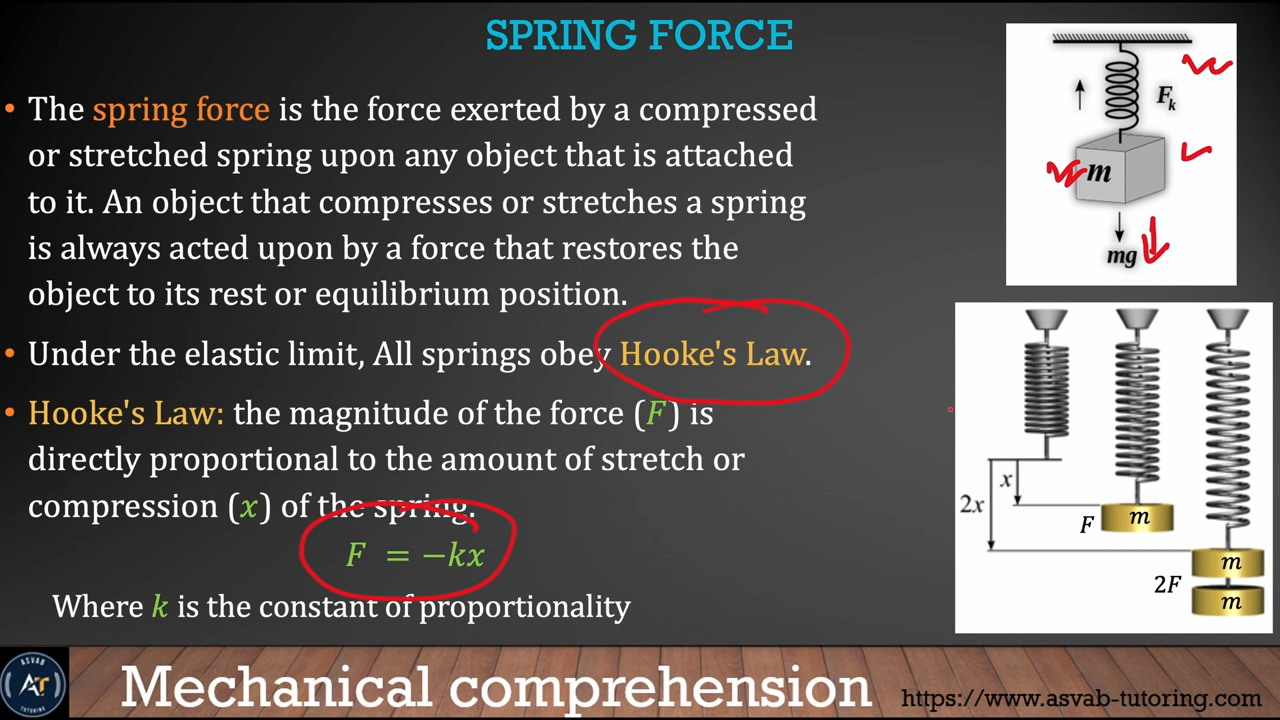 SPRING FORCE
• The spring force is the force exerted by a compressed
or stretched spring upon any object that is attached
to it. An object that compresses or stretches a spring
is always acted upon by a force that restores the
object to its rest or equilibrium position.
• Under the elastic limit, All springs obey Hooke's Law.
• Hooke's Law: the magnitude of the force (F) is
directly proportional to the amount of stretch or
compression (x) of the spring.
F = −kx
Where k is the constant of proportionality
Fk
m
mg
x
2x
F
m
m
2F
m
ASVAB
AT
TUTORING
Mechanical comprehension
https://www.asvab-tutoring.com